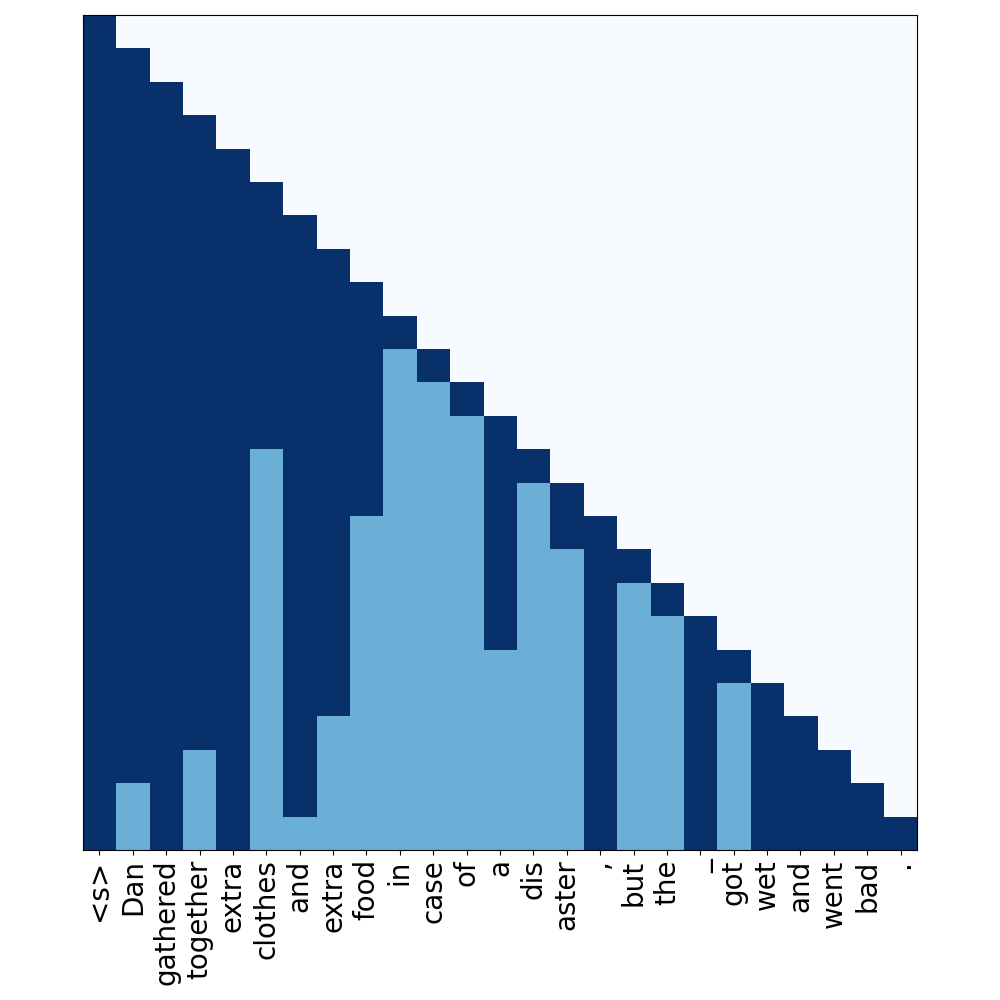 <s> Dan gathered together extra clothes and extra food in case of a dis aster , but the _ got wet and went bad .